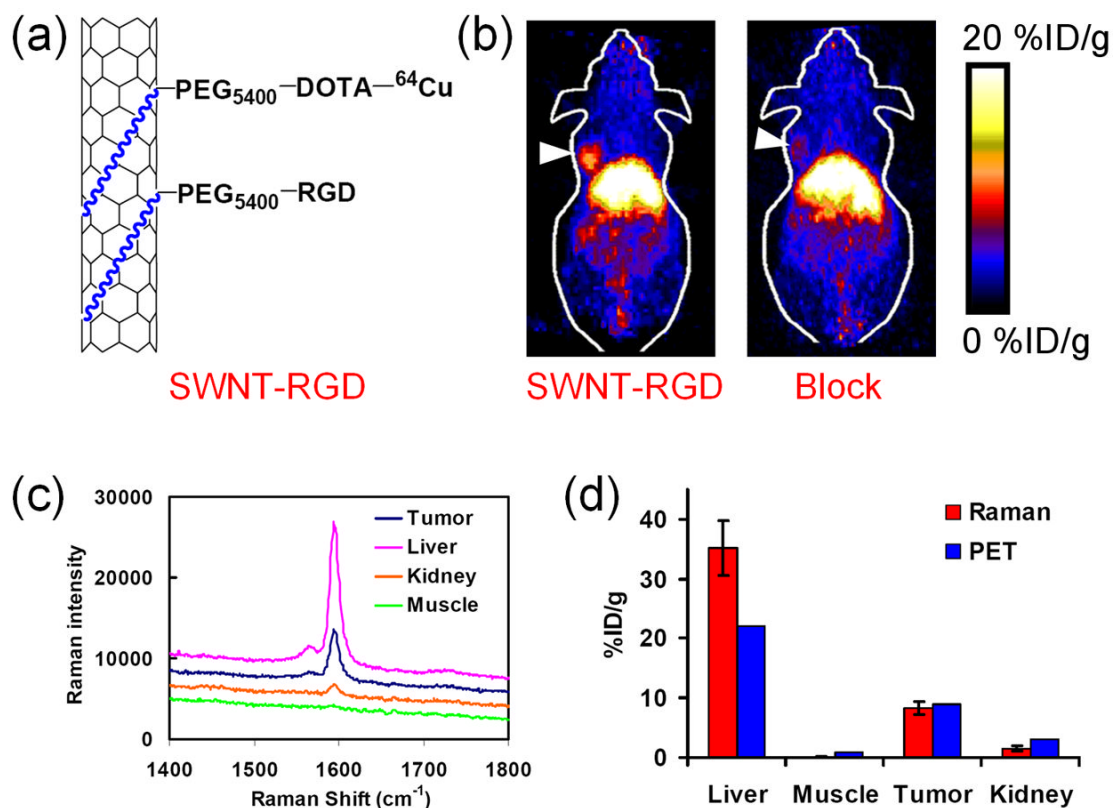 (a)
PEG5400—DOTA—64Cu
PEG5400—RGD
SWNT-RGD
(b)
20 %ID/g
0 %ID/g
SWNT-RGD
Block
(c)
30000
20000
10000
0
Raman intensity
Tumor
Liver
Kidney
Muscle
1400 1500 1600 1700 1800
Raman Shift (cm-1)
(d)
40
30
20
10
0
%ID/g
Raman
PET
Liver Muscle Tumor Kidney